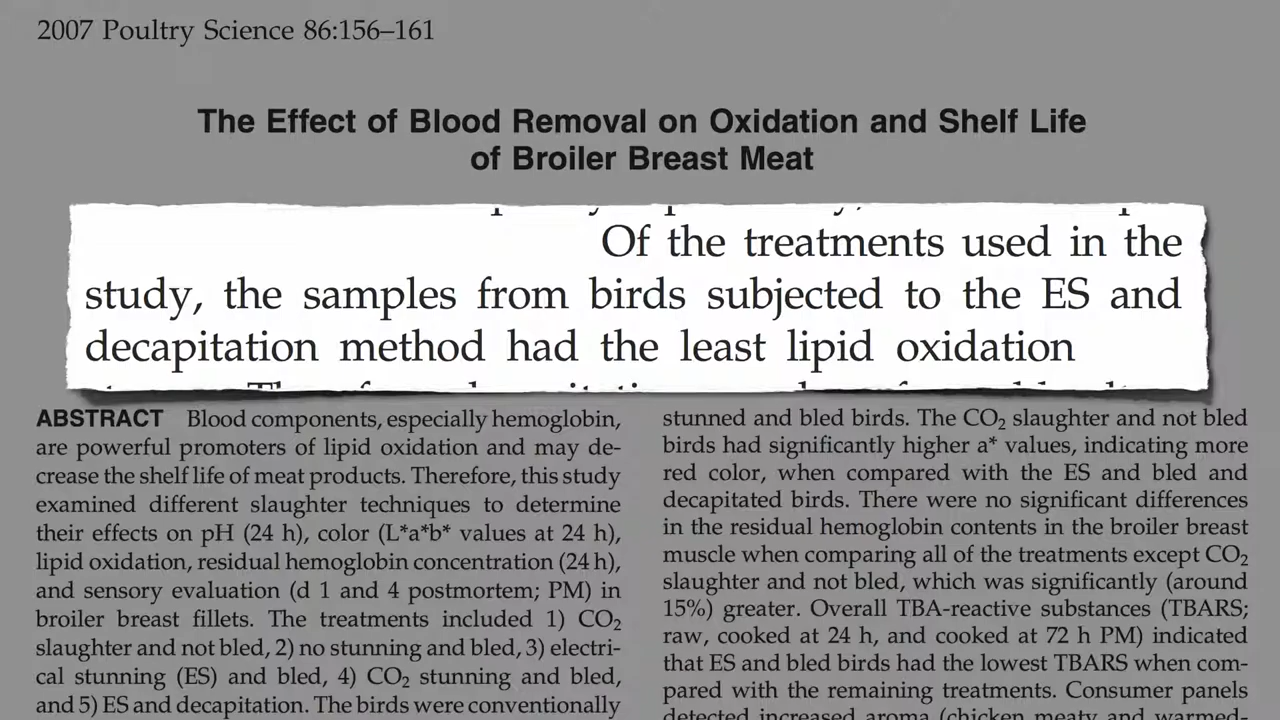 2007 Poultry Science 86:156–161
The Effect of Blood Removal on Oxidation and Shelf Life
of Broiler Breast Meat
Of the treatments used in the
study, the samples from birds subjected to the ES and
decapitation method had the least lipid oxidation
ABSTRACT Blood components, especially hemoglobin,
are powerful promoters of lipid oxidation and may de-
crease the shelf life of meat products. Therefore, this study
examined different slaughter techniques to determine
their effects on pH (24 h), color (L*a*b* values at 24 h),
lipid oxidation, residual hemoglobin concentration (24 h),
and sensory evaluation (d 1 and 4 postmortem; PM) in
broiler breast fillets. The treatments included 1) CO₂
slaughter and not bled, 2) no stunning and bled, 3) electri-
cal stunning (ES) and bled, 4) CO₂ stunning and bled,
and 5) ES and decapitation. The birds were conventionally
stunned and bled birds. The CO₂ slaughter and not bled
birds had significantly higher a* values, indicating more
red color, when compared with the ES and bled and
decapitated birds. There were no significant differences
in the residual hemoglobin contents in the broiler breast
muscle when comparing all of the treatments except CO₂
slaughter and not bled, which was significantly (around
15%) greater. Overall TBA-reactive substances (TBARS;
raw, cooked at 24 h, and cooked at 72 h PM) indicated
that ES and bled birds had the lowest TBARS when com-
pared with the remaining treatments. Consumer panels
detected increased aroma (chicken meaty and warmed-